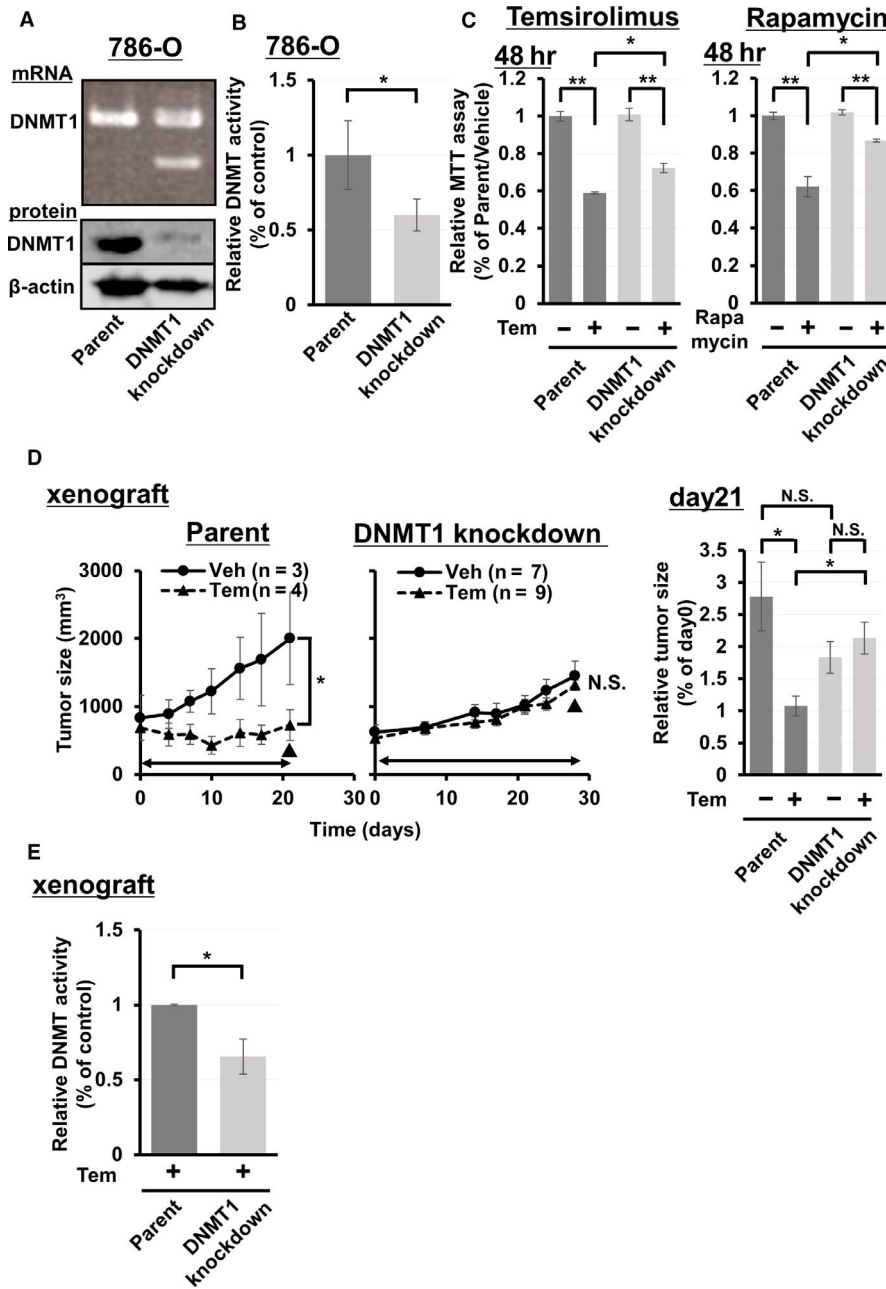 A
786-O
mRNA
DNMT1
protein
DNMT1
β-actin
Parent
DNMT1
knockdown
B
786-O
Relative DNMT activity
(% of control)
1.5
1
0.5
0
*
Parent
DNMT1
knockdown
C
Temsirolimus
48 hr
Relative MTT assay
(% of Parent/Vehicle)
1.2
1
0.8
0.6
0.4
0.2
0
*
** **
Tem − + − +
Parent
DNMT1
knockdown
Rapamycin
48 hr
1.2
1
0.8
0.6
0.4
0.2
0
*
** **
Rapa
mycin − + − +
Parent
DNMT1
knockdown
D
xenograft
Parent
Veh (n = 3)
Tem (n = 4)
Tumor size (mm³)
3000
2000
1000
0
*
0 10 20 30
DNMT1 knockdown
Veh (n = 7)
Tem (n = 9)
N.S.
0 10 20 30
Time (days)
day21
N.S.
* N.S.
*
Relative tumor size
(% of day0)
3.5
3
2.5
2
1.5
1
0.5
0
Tem − + − +
Parent
DNMT1
knockdown
E
xenograft
Relative DNMT activity
(% of control)
1.5
1
0.5
0
*
Tem + +
Parent
DNMT1
knockdown